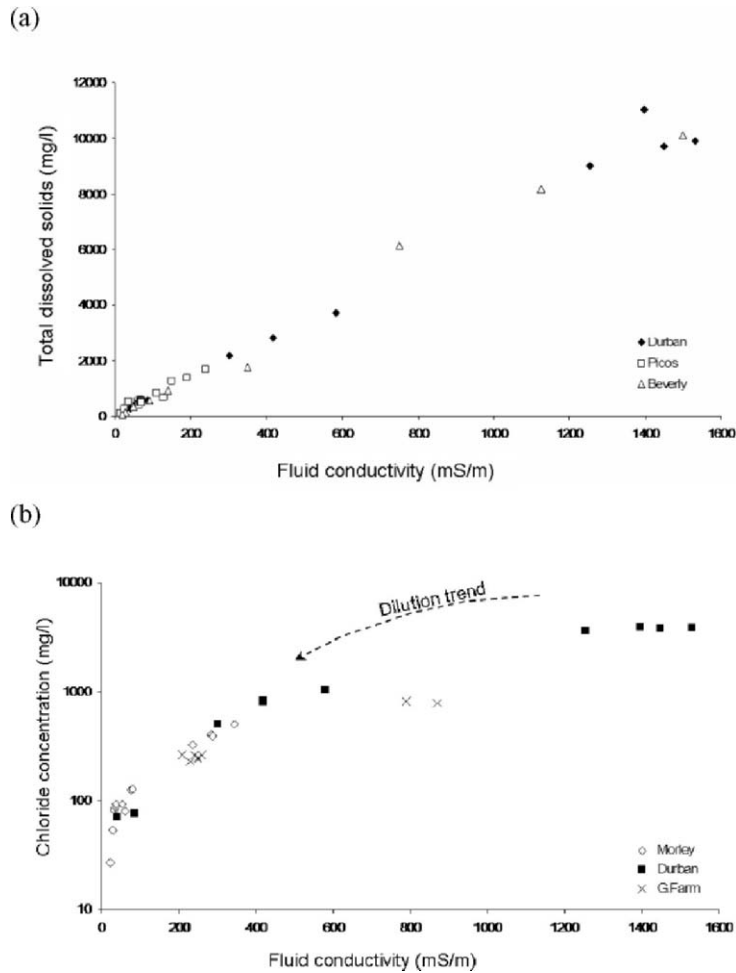 (a)
12000
10000
8000
6000
4000
2000
0
Total dissolved solids (mg/l)
Durban
Picos
Beverly
0 200 400 600 800 1000 1200 1400 1600
Fluid conductivity (mS/m)
(b)
10000
1000
100
10
Chloride concentration (mg/l)
Dilution trend
Morley
Durban
G.Farm
0 200 400 600 800 1000 1200 1400 1600
Fluid conductivity (mS/m)